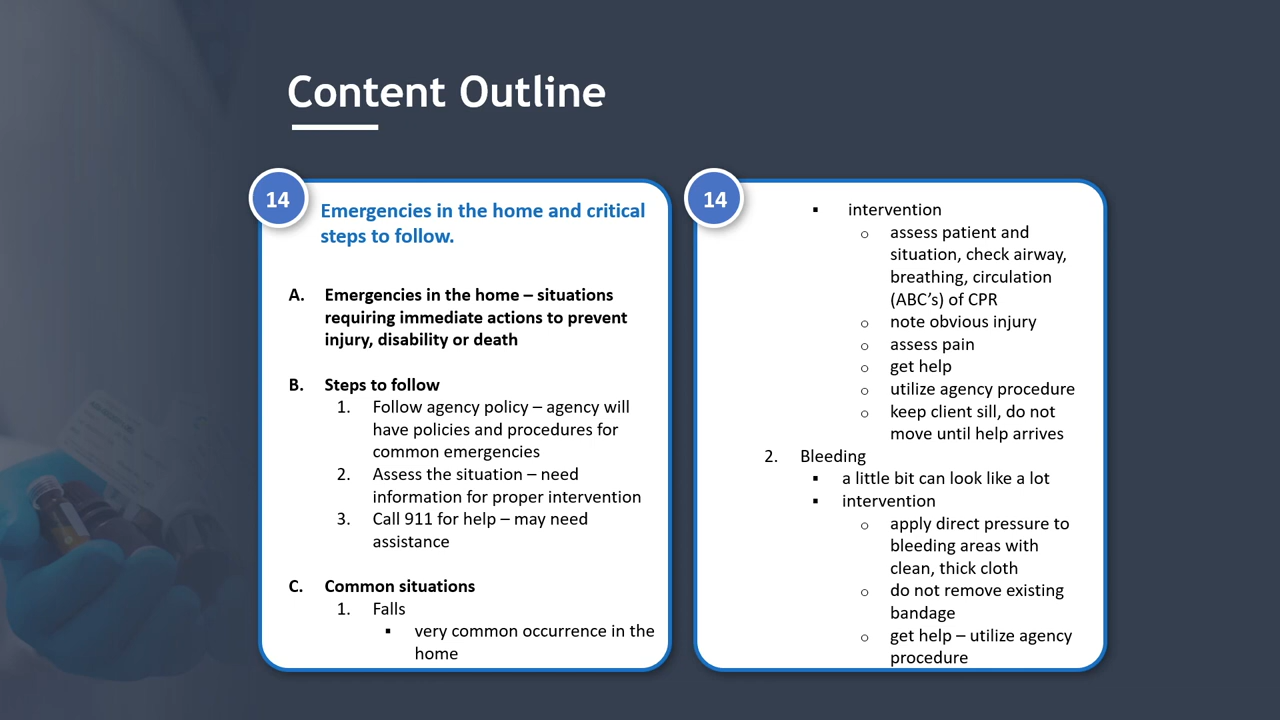 Content Outline
14
Emergencies in the home and critical
steps to follow.
A. Emergencies in the home – situations
requiring immediate actions to prevent
injury, disability or death
B. Steps to follow
1. Follow agency policy – agency will
have policies and procedures for
common emergencies
2. Assess the situation – need
information for proper intervention
3. Call 911 for help – may need
assistance
C. Common situations
1. Falls
▪ very common occurrence in the
home
14
▪ intervention
o assess patient and
situation, check airway,
breathing, circulation
(ABC’s) of CPR
o note obvious injury
o assess pain
o get help
o utilize agency procedure
o keep client sill, do not
move until help arrives
2. Bleeding
▪ a little bit can look like a lot
▪ intervention
o apply direct pressure to
bleeding areas with
clean, thick cloth
o do not remove existing
bandage
o get help – utilize agency
procedure